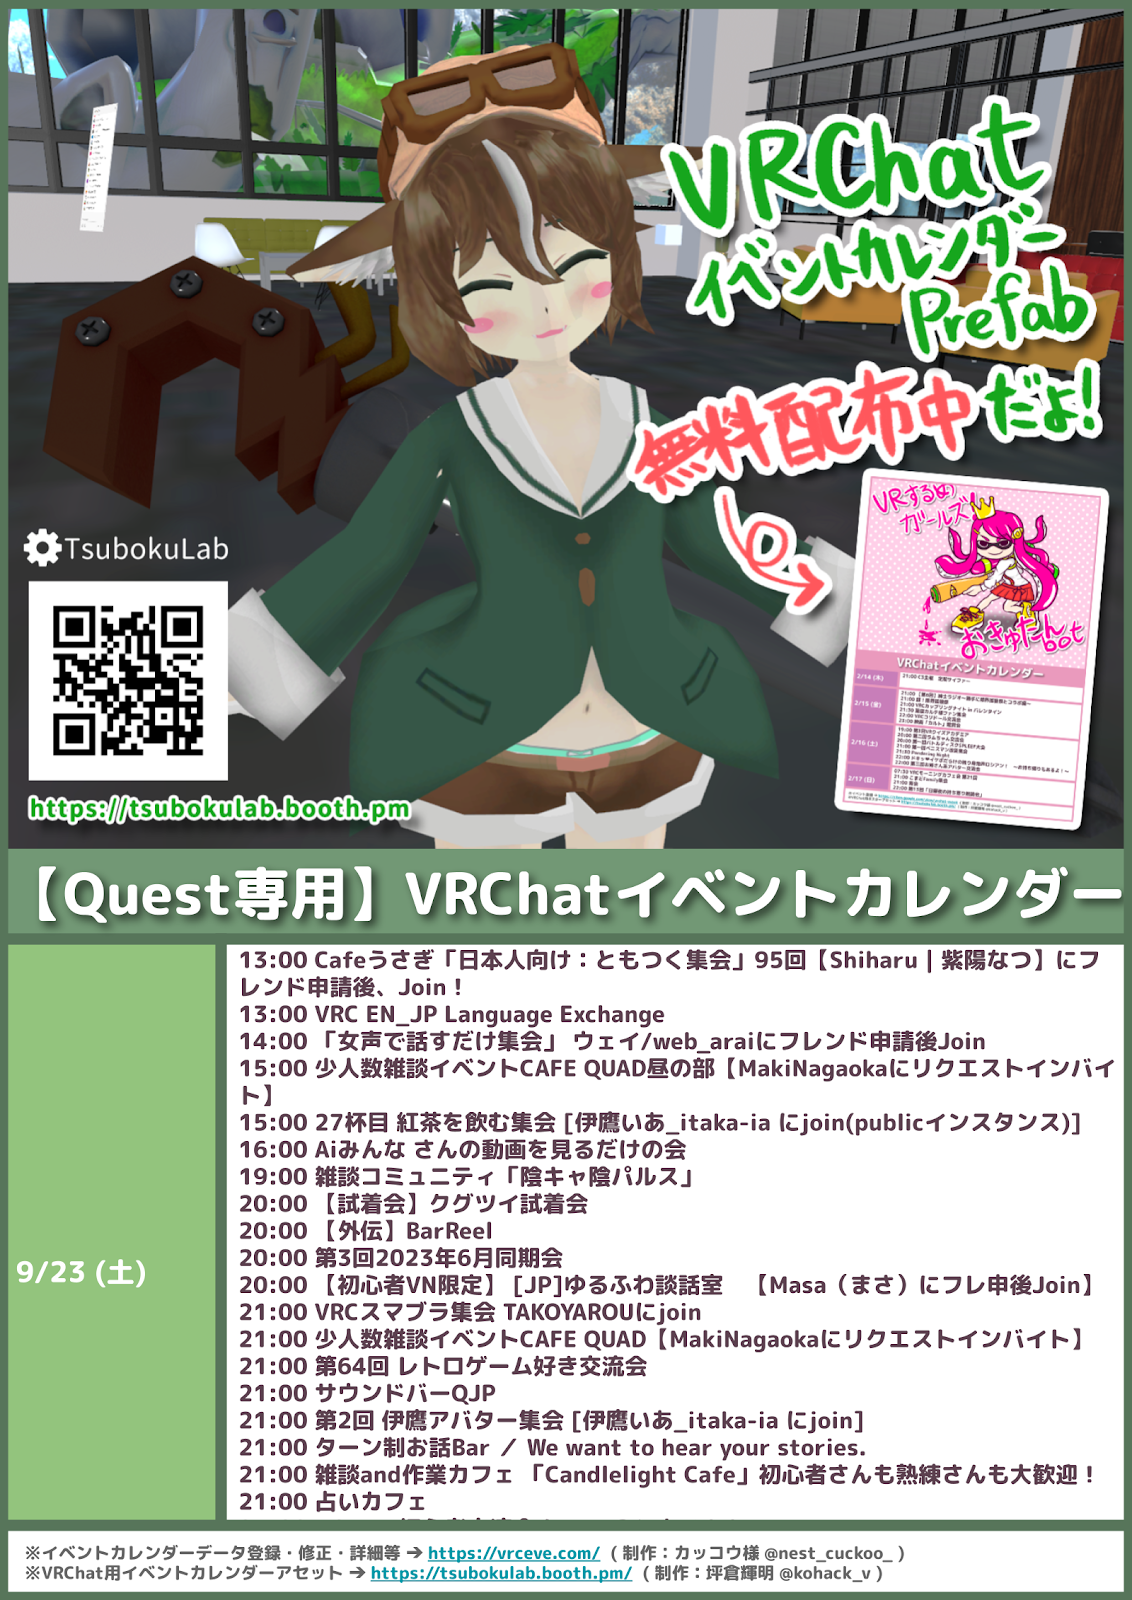 VRChat
イベントカレンダー
Prefab
無料配布中だよ!
TsubokuLab
https://tsubokulab.booth.pm
VRするめ
ガールズ
おきゅたん
bot
VRChatイベントカレンダー
2/14 (木)
2/15 (金)
2/16 (土)
2/17 (日)
【Quest専用】VRChatイベントカレンダー
9/23 (土)
13:00 Cafeうさぎ「日本人向け：ともつく集会」95回【Shiharu | 紫陽なつ】にフ
レンド申請後、Join！
13:00 VRC EN_JP Language Exchange
14:00 「女声で話すだけ集会」 ウェイ/web_araiにフレンド申請後Join
15:00 少人数雑談イベントCAFE QUAD昼の部【MakiNagaokaにリクエストインバイ
ト】
15:00 27杯目 紅茶を飲む集会 [伊鷹いあ_itaka-ia にjoin(publicインスタンス)]
16:00 Aiみんな さんの動画を見るだけの会
19:00 雑談コミュニティ「陰キャ陰パルス」
20:00 【試着会】クグツイ試着会
20:00 【外伝】BarReel
20:00 第3回2023年6月同期会
20:00 【初心者VN限定】 [JP]ゆるふわ談話室　【Masa（まさ）にフレ申後Join】
21:00 VRCスマブラ集会 TAKOYAROUにjoin
21:00 少人数雑談イベントCAFE QUAD【MakiNagaokaにリクエストインバイト】
21:00 第64回 レトロゲーム好き交流会
21:00 サウンドバーQJP
21:00 第2回 伊鷹アバター集会 [伊鷹いあ_itaka-ia にjoin]
21:00 ターン制お話Bar ／ We want to hear your stories.
21:00 雑談and作業カフェ 「Candlelight Cafe」初心者さんも熟練さんも大歓迎！
21:00 占いカフェ
※イベントカレンダーデータ登録・修正・詳細等 → https://vrceve.com/ ( 制作：カッコウ様 @nest_cuckoo_ )
※VRChat用イベントカレンダーアセット → https://tsubokulab.booth.pm/ ( 制作：坪倉輝明 @kohack_v )